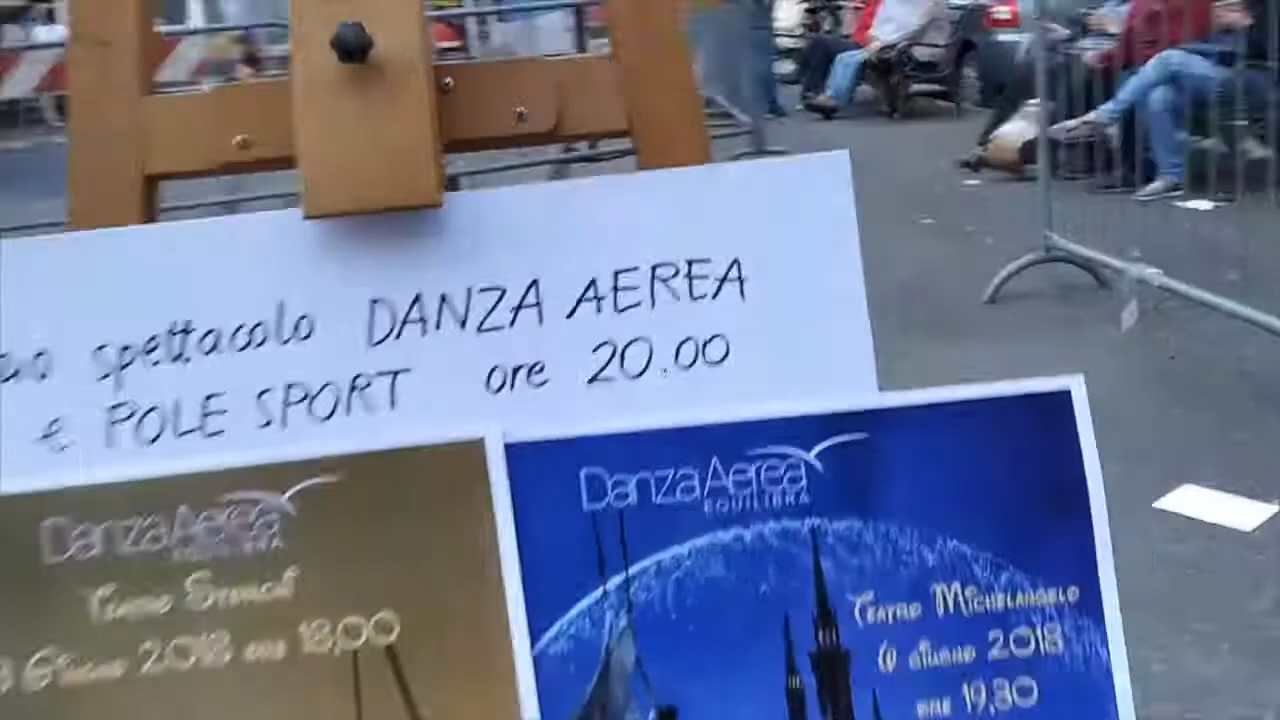 spettacolo DANZA AEREA
e POLE SPORT ore 20.00
DanzaAerea
2018 ore 18,00
DanzaAerea
EQUILIBRA
Teatro Michelangelo
giugno 2018
ore 19,30